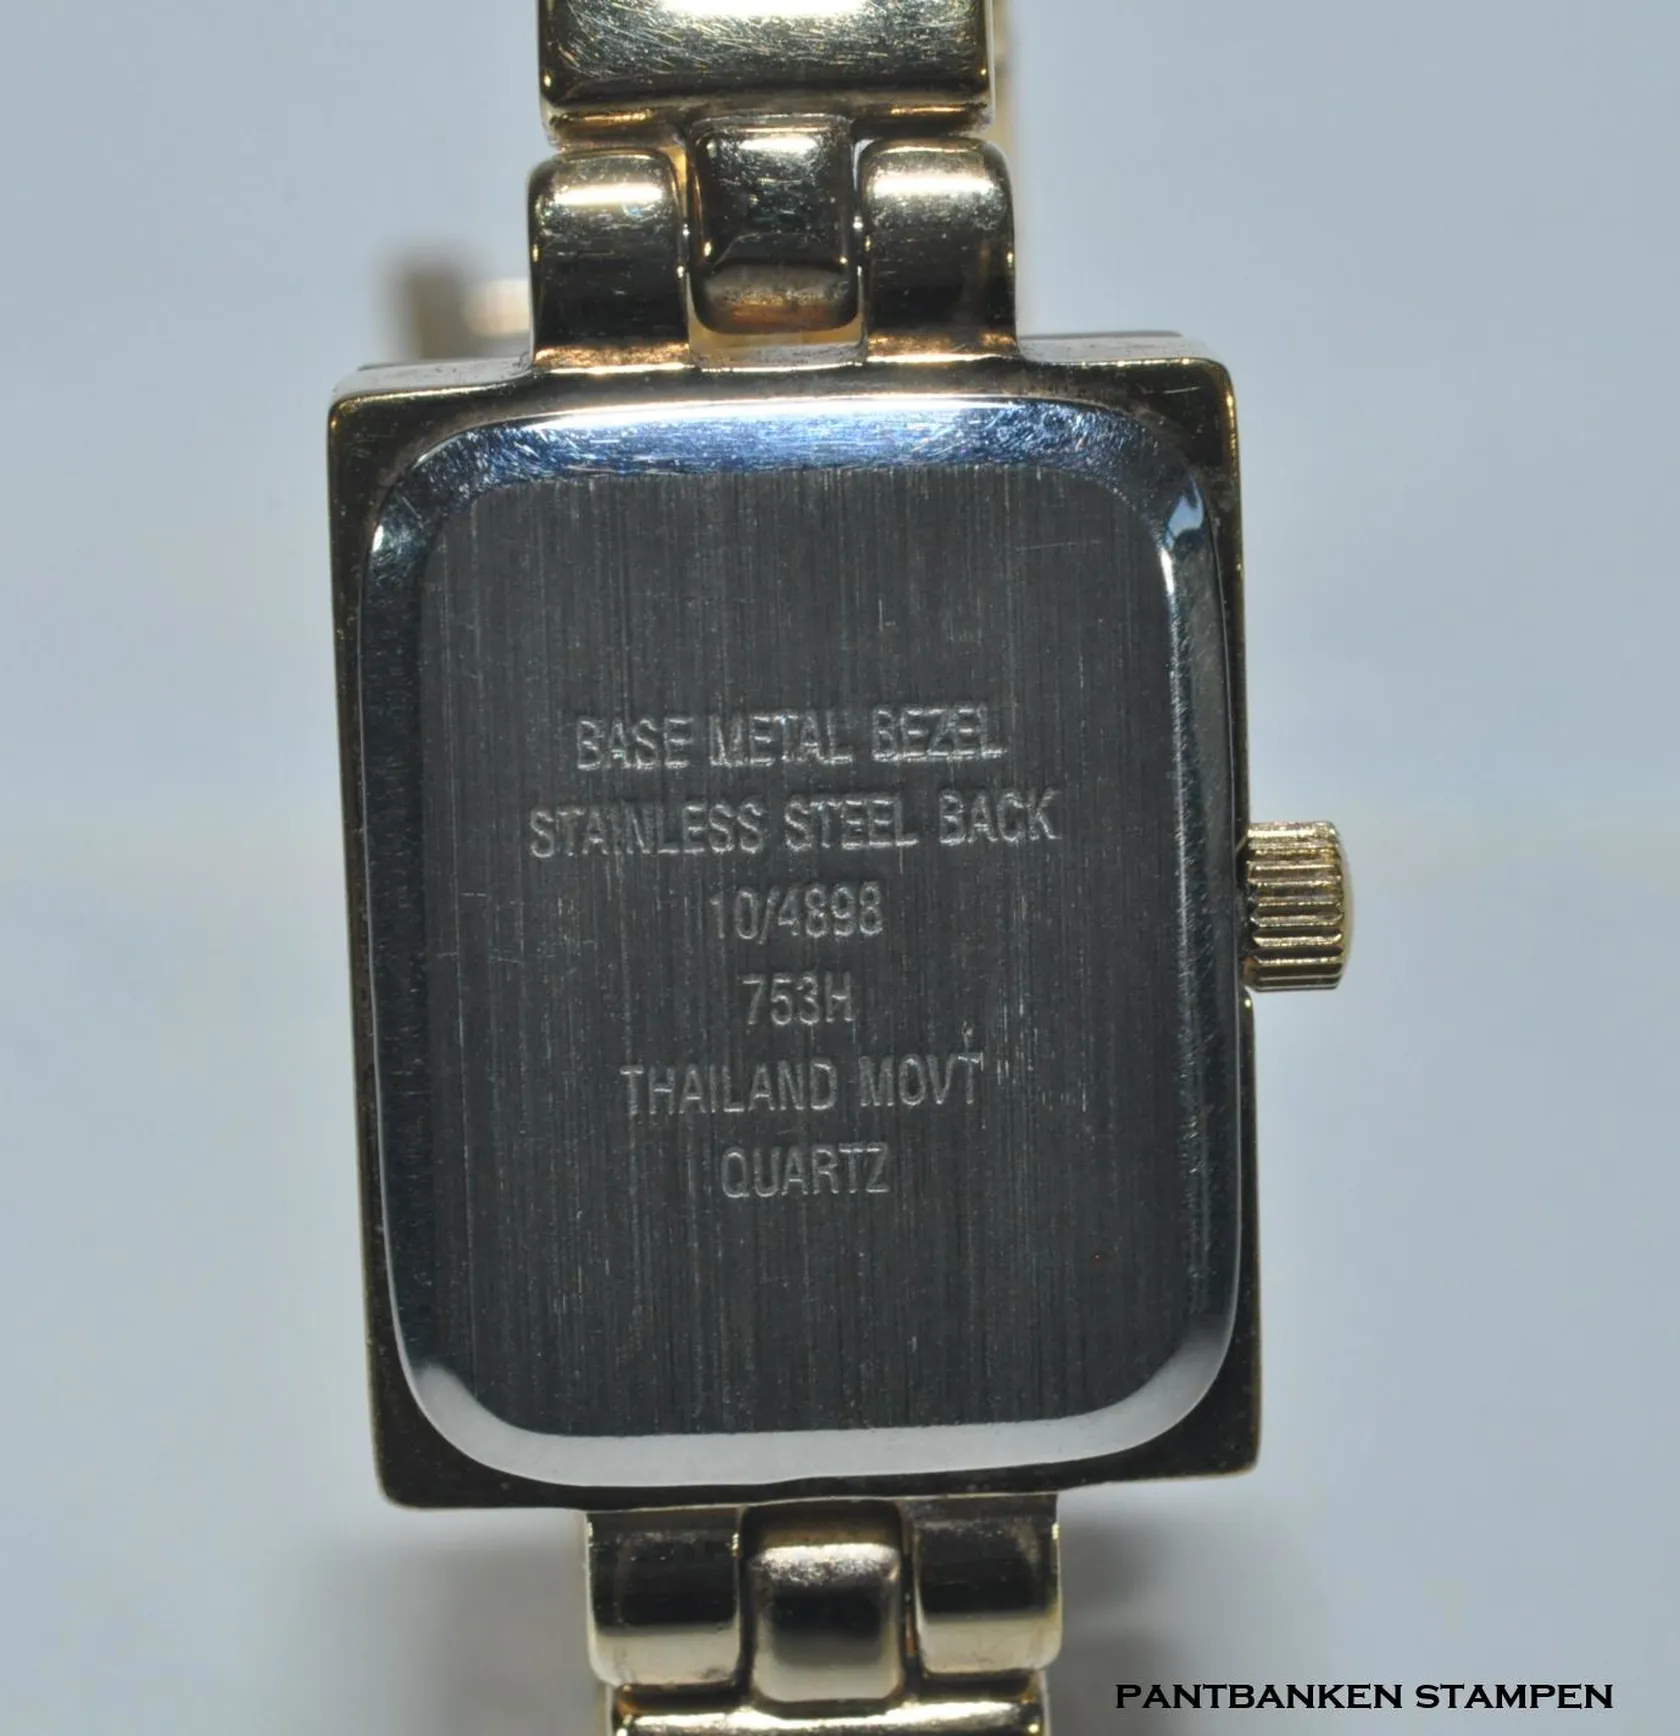 BASE METAL BEZEL
STAINLESS STEEL BACK
10/4898
753H
THAILAND MOVT
QUARTZ
PANTBANKEN STAMPEN